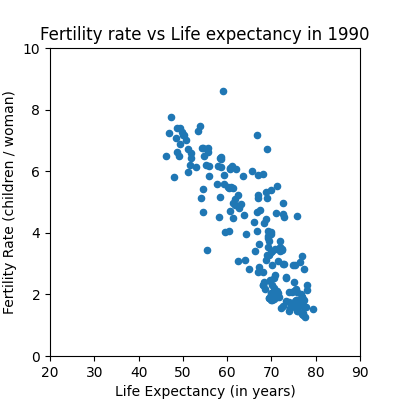 Fertility rate vs Life expectancy in 1990
10
8
6
4
2
0
Fertility Rate (children / woman)
20 30 40 50 60 70 80 90
Life Expectancy (in years)